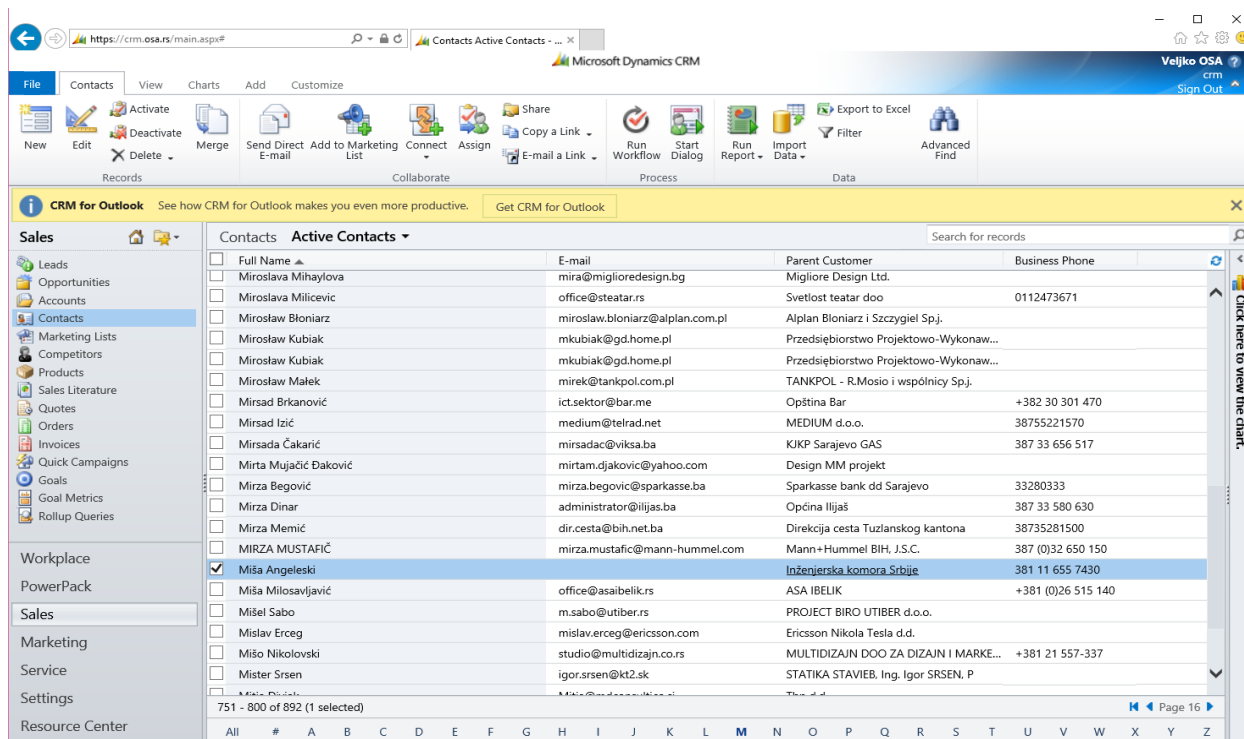 https://crm.osa.rs/main.aspx#
Contacts Active Contacts - ...
Microsoft Dynamics CRM
Veljko OSA
crm
Sign Out
File Contacts View Charts Add Customize
New
Edit
Activate
Deactivate
Delete
Merge
Records
Send Direct E-mail
Add to Marketing List
Connect
Assign
Share
Copy a Link
E-mail a Link
Collaborate
Run Workflow
Start Dialog
Process
Run Report
Import Data
Export to Excel
Filter
Advanced Find
Data
CRM for Outlook See how CRM for Outlook makes you even more productive. Get CRM for Outlook
Sales
Leads
Opportunities
Accounts
Contacts
Marketing Lists
Competitors
Products
Sales Literature
Quotes
Orders
Invoices
Quick Campaigns
Goals
Goal Metrics
Rollup Queries
Workplace
PowerPack
Sales
Marketing
Service
Settings
Resource Center
Contacts Active Contacts
Search for records
Full Name E-mail Parent Customer Business Phone
Miroslava Mihaylova mira@miglioredesign.bg Migliore Design Ltd.
Miroslava Milicevic office@steatar.rs Svetlost teatar doo 0112473671
Mirosław Błoniarz miroslaw.bloniarz@alplan.com.pl Alplan Bloniarz i Szczygieł Sp.j.
Mirosław Kubiak mkubiak@gd.home.pl Przedsiębiorstwo Projektowo-Wykonaw...
Mirosław Kubiak mkubiak@gd.home.pl Przedsiębiorstwo Projektowo-Wykonaw...
Mirosław Małek mirek@tankpol.com.pl TANKPOL - R.Mosio i wspólnicy Sp.j.
Mirsad Brkanović ict.sektor@bar.me Opština Bar +382 30 301 470
Mirsad Izić medium@telrad.net MEDIUM d.o.o. 38755221570
Mirsada Čakarić mirsadac@viksa.ba KJKP Sarajevo GAS 387 33 656 517
Mirta Mujačić Đaković mirtam.djakovic@yahoo.com Design MM projekt
Mirza Begović mirza.begovic@sparkasse.ba Sparkasse bank dd Sarajevo 33280333
Mirza Dinar administrator@ilijas.ba Općina Ilijaš 387 33 580 630
Mirza Memić dir.cesta@bih.net.ba Direkcija cesta Tuzlanskog kantona 38735281500
MIRZA MUSTAFIČ mirza.mustafic@mann-hummel.com Mann+Hummel BIH, J.S.C. 387 (0)32 650 150
Miša Angeleski Inženjerska komora Srbije 381 11 655 7430
Miša Milosavljavić office@asaibelik.rs ASA IBELIK +381 (0)26 515 140
Mišel Sabo m.sabo@utiber.rs PROJECT BIRO UTIBER d.o.o.
Mislav Erceg mislav.erceg@ericsson.com Ericsson Nikola Tesla d.d.
Mišo Nikolovski studio@multidizajn.co.rs MULTIDIZAJN DOO ZA DIZAJN I MARKE... +381 21 557-337
Mister Srsen igor.srsen@kt2.sk STATIKA STAVIEB, Ing. Igor SRSEN, P
751 - 800 of 892 (1 selected)
Page 16
All # A B C D E F G H I J K L M N O P Q R S T U V W X Y Z
Click here to view the chart.